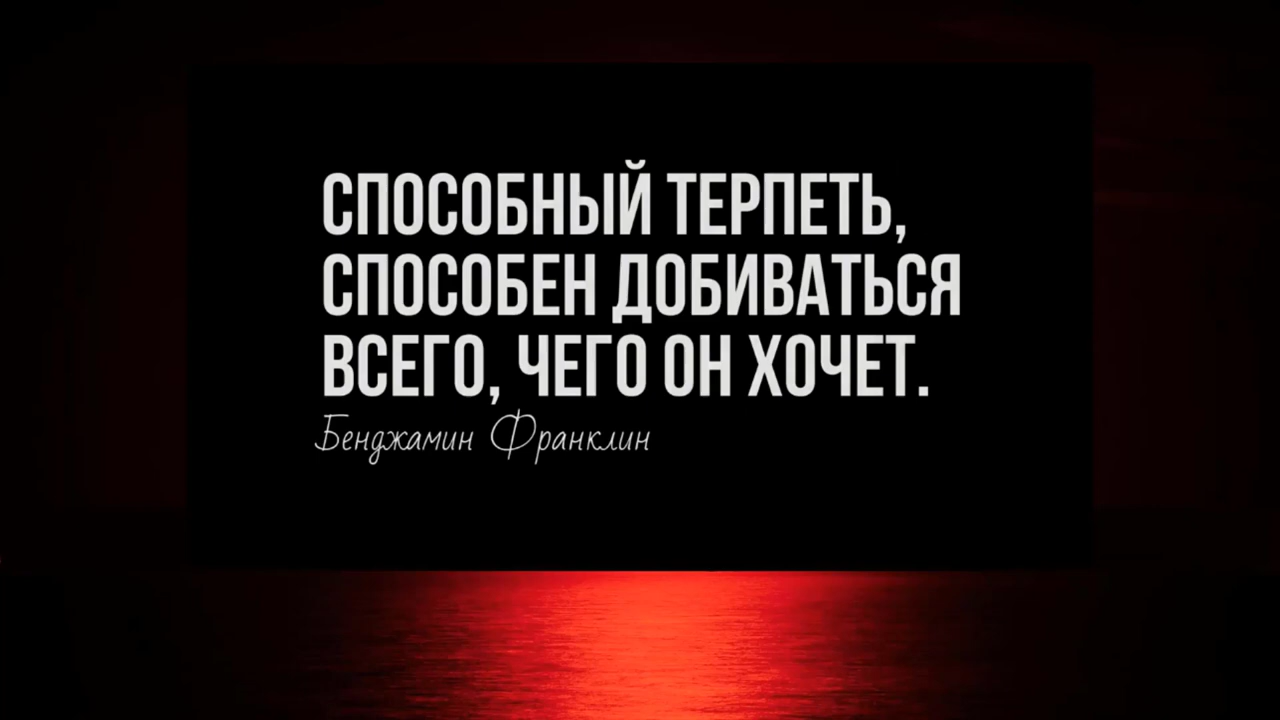 СПОСОБНЫЙ ТЕРПЕТЬ,
СПОСОБЕН ДОБИВАТЬСЯ
ВСЕГО, ЧЕГО ОН ХОЧЕТ.
Бенджамин Франклин